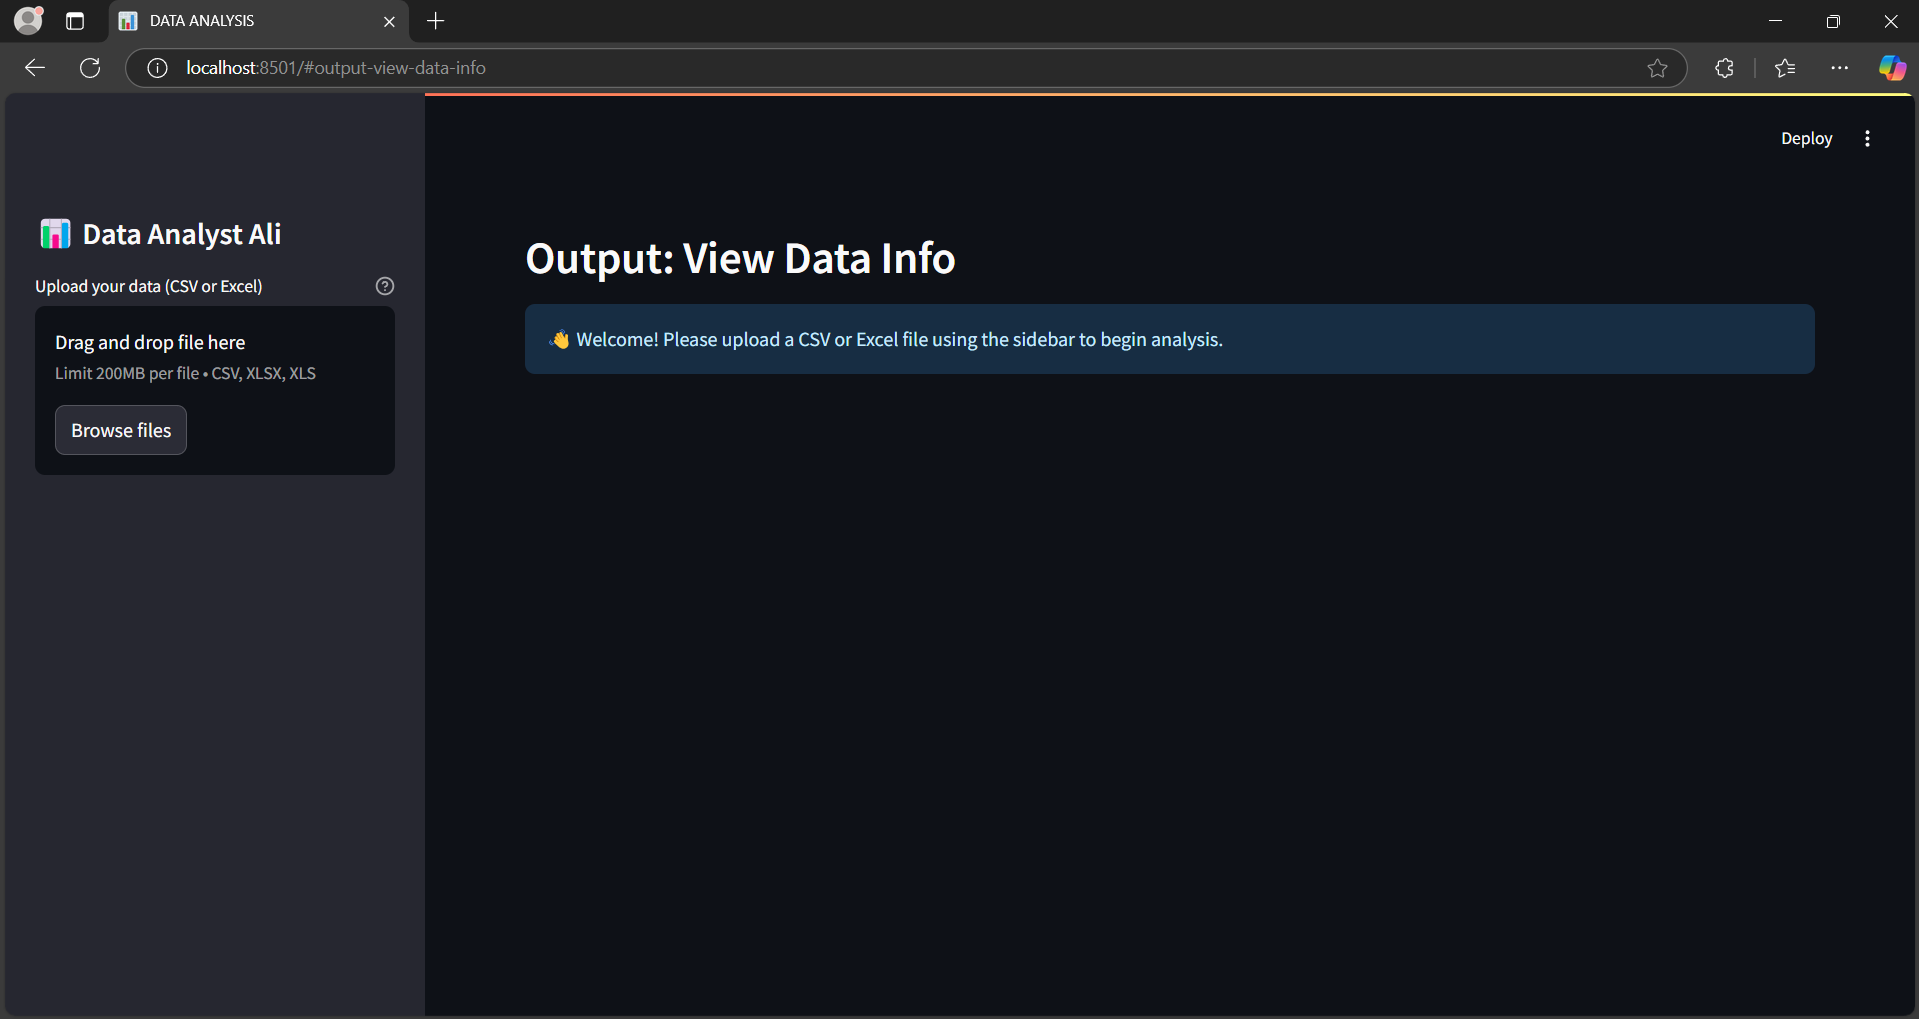 DATA ANALYSIS
localhost:8501/#output-view-data-info
Deploy
Data Analyst Ali
Upload your data (CSV or Excel)
Drag and drop file here
Limit 200MB per file • CSV, XLSX, XLS
Browse files
Output: View Data Info
👋 Welcome! Please upload a CSV or Excel file using the sidebar to begin analysis.